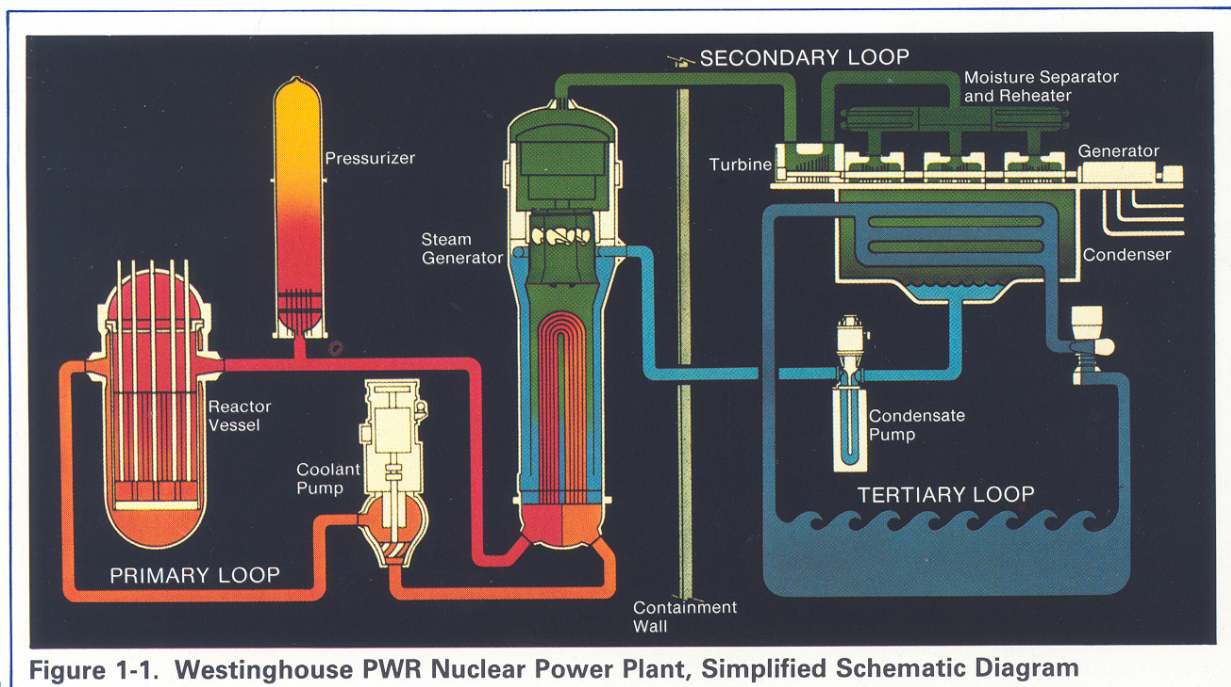 SECONDARY LOOP
Moisture Separator
and Reheater
Pressurizer
Turbine
Generator
Steam
Generator
Condenser
Reactor
Vessel
Condensate
Pump
Coolant
Pump
TERTIARY LOOP
PRIMARY LOOP
Containment
Wall
Figure 1-1. Westinghouse PWR Nuclear Power Plant, Simplified Schematic Diagram